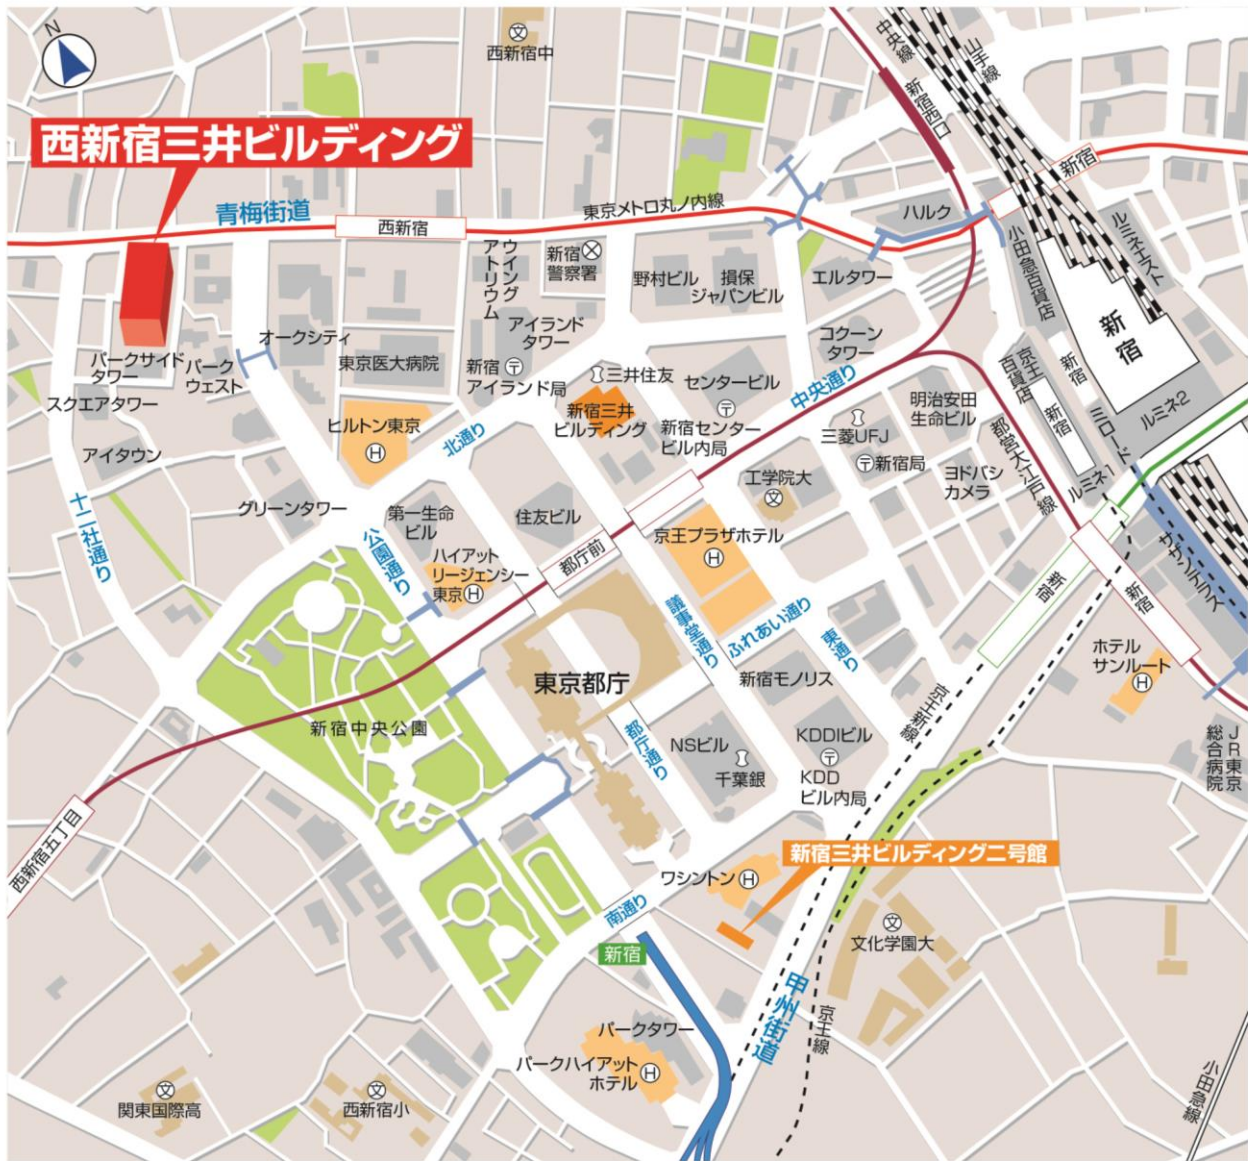 N
西新宿中
中央線
山手線
新宿西口
西新宿三井ビルディング
青梅街道
西新宿
東京メトロ丸ノ内線
新宿
ハルク
小田急百貨店
ルミネエスト
ウイング
アトリウム
新宿
警察署
野村ビル
損保
ジャパンビル
エルタワー
新宿
オークシティ
東京医大病院
アイランド
タワー
新宿
アイランド局
コクーン
タワー
パークサイド
タワー
パーク
ウェスト
スクエアタワー
アイタウン
ヒルトン東京
H
北通り
三井住友
新宿三井
ビルディング
センタービル
新宿センター
ビル内局
中央通り
三菱UFJ
新宿局
明治安田
生命ビル
京王
百貨店
新宿
新宿
ミロード
ルミネ2
ルミネ1
都営大江戸線
ヨドバシ
カメラ
工学院大
文
十二社通り
グリーンタワー
公園通り
第一生命
ビル
住友ビル
ハイアット
リージェンシー
東京
H
都庁前
京王プラザホテル
H
議事堂通り
ふれあい通り
東通り
新宿
新宿
サザンテラス
ホテル
サンルート
H
東京都庁
新宿中央公園
都庁通り
新宿モノリス
NSビル
千葉銀
KDDIビル
KDD
ビル内局
京王新線
JR東京
総合病院
西新宿五丁目
新宿三井ビルディング二号館
ワシントン
H
南通り
新宿
文
文化学園大
甲州街道
京王線
パークタワー
パークハイアット
ホテル
H
文
関東国際高
文
西新宿小
小田急線